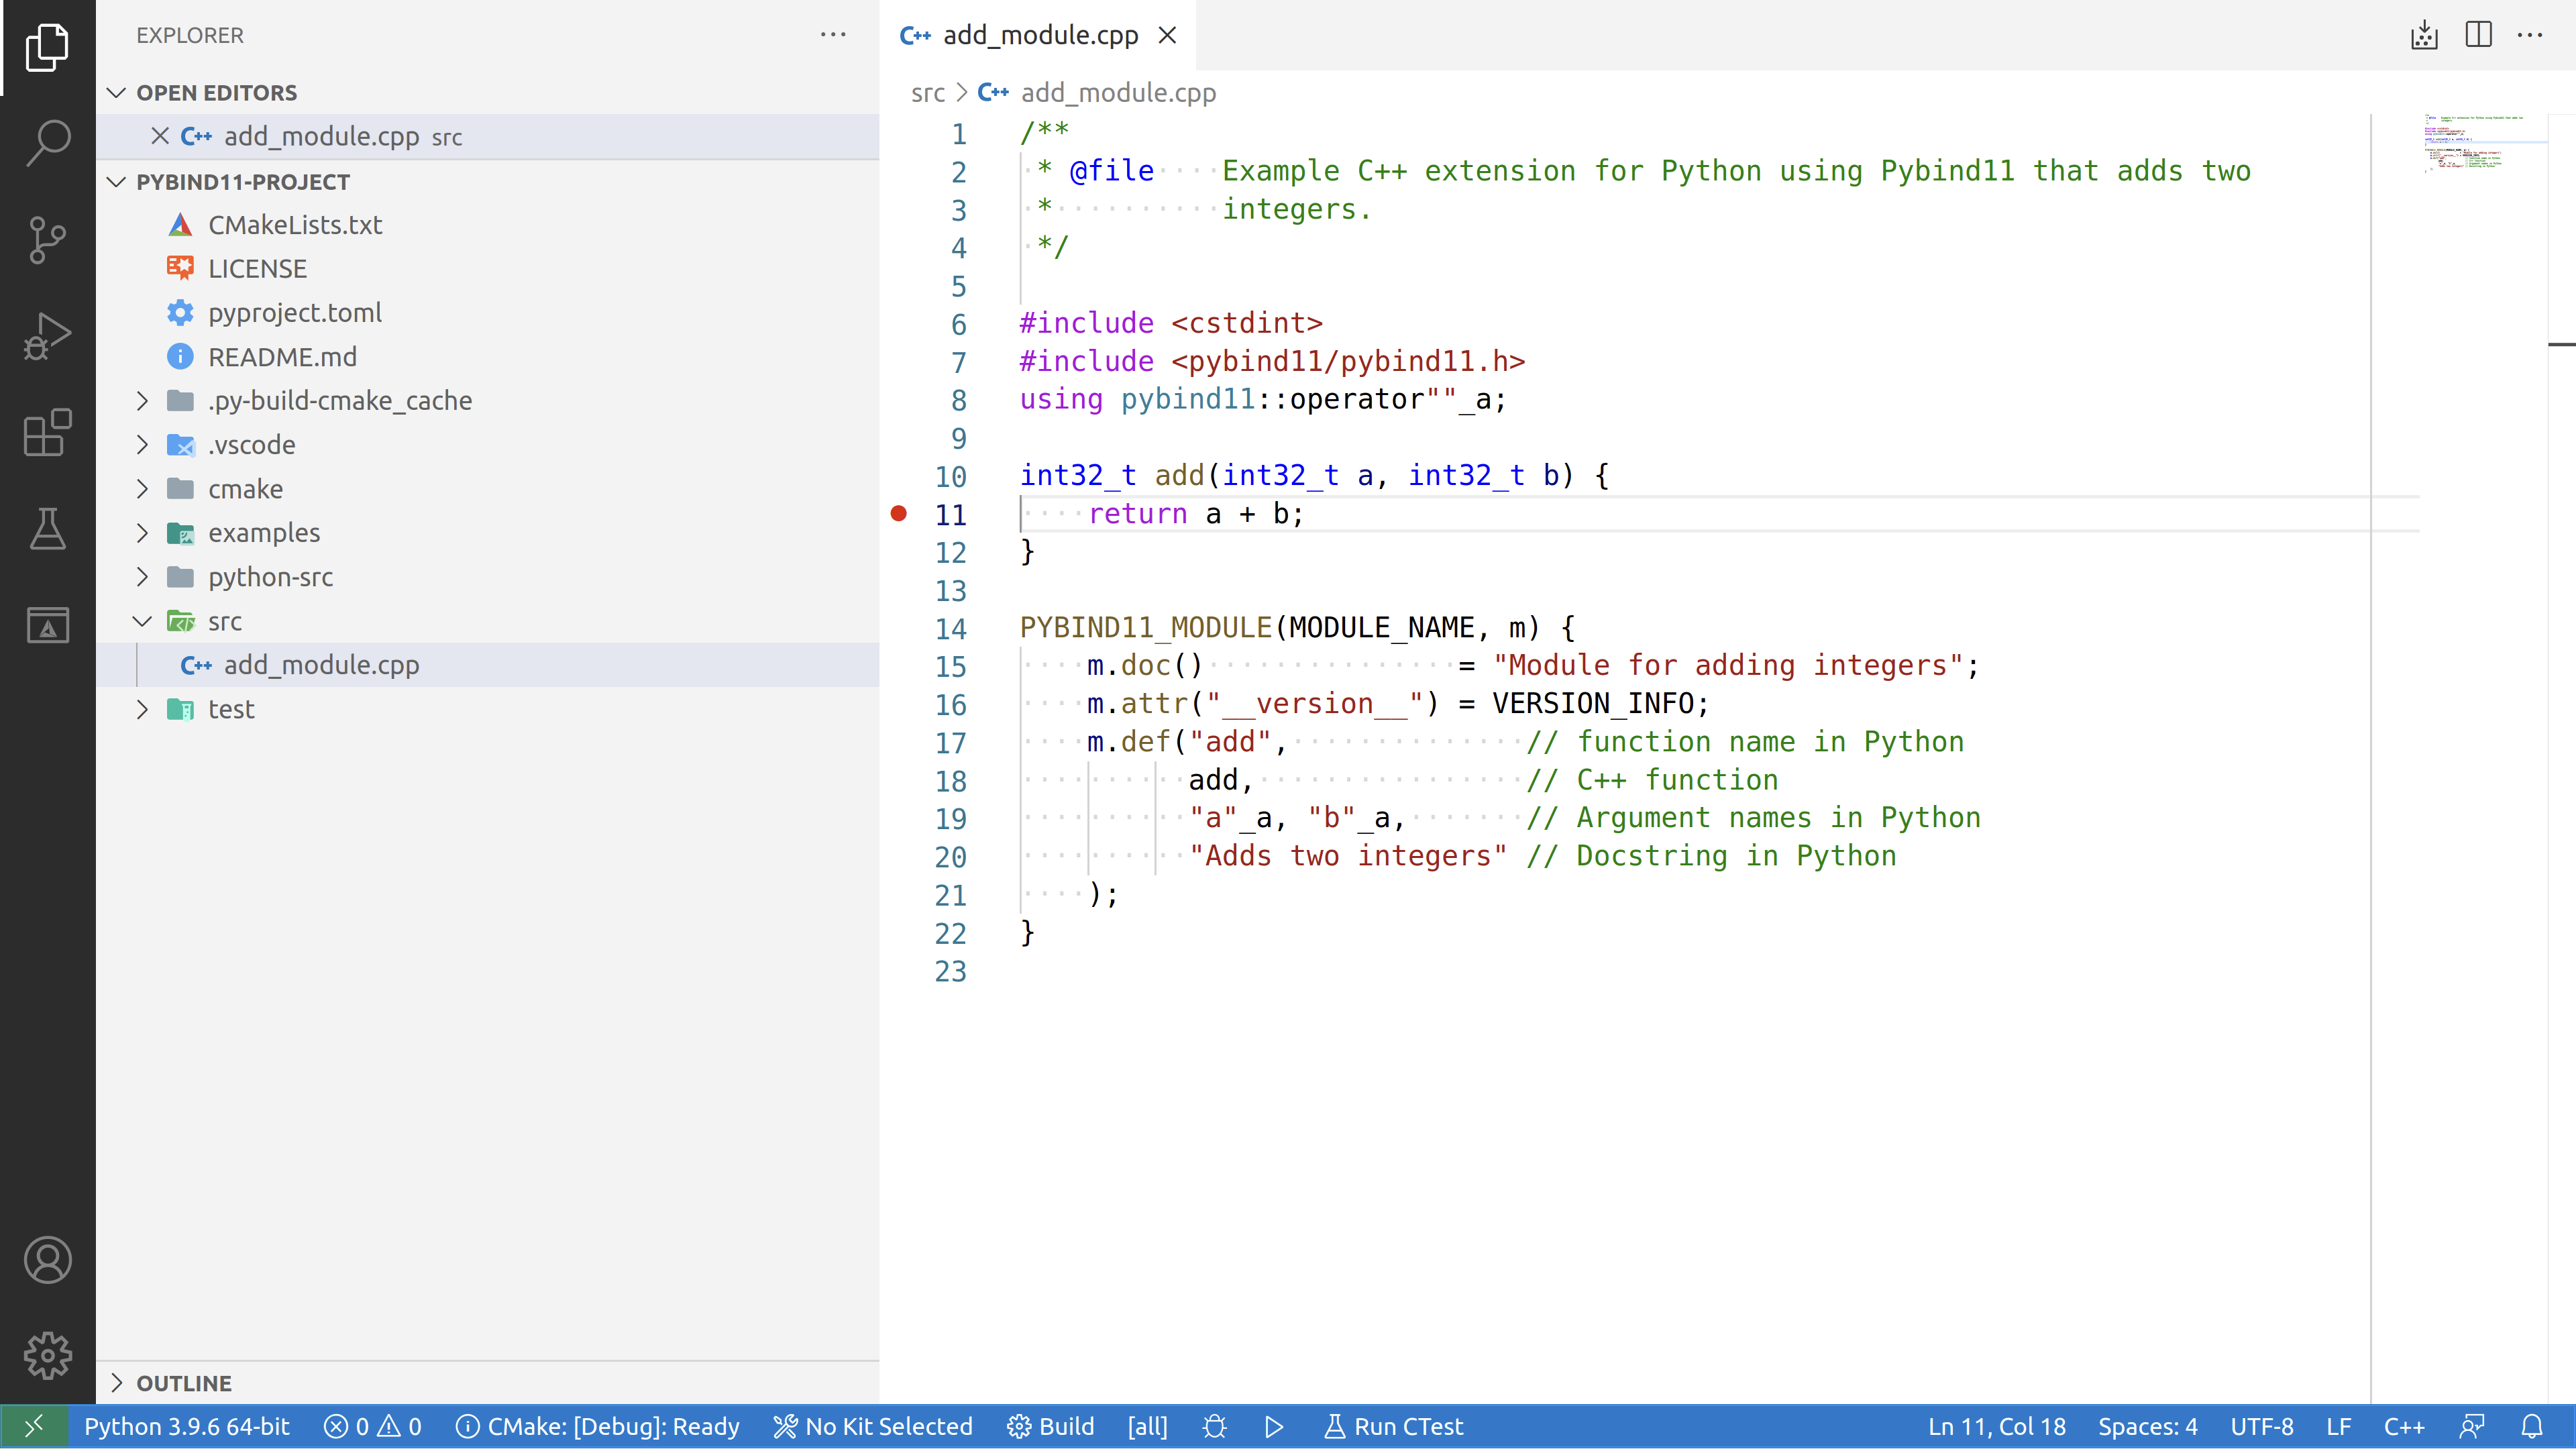 EXPLORER
OPEN EDITORS
C++ add_module.cpp src
PYBIND11-PROJECT
CMakeLists.txt
LICENSE
pyproject.toml
README.md
.py-build-cmake_cache
.vscode
cmake
examples
python-src
src
C++ add_module.cpp
test
OUTLINE
C++ add_module.cpp
src > C++ add_module.cpp
1 /**
2  * @file    Example C++ extension for Python using Pybind11 that adds two
3  *          integers.
4  */
5
6 #include <cstdint>
7 #include <pybind11/pybind11.h>
8 using pybind11::operator""_a;
9
10 int32_t add(int32_t a, int32_t b) {
11     return a + b;
12 }
13
14 PYBIND11_MODULE(MODULE_NAME, m) {
15     m.doc()               = "Module for adding integers";
16     m.attr("__version__") = VERSION_INFO;
17     m.def("add",              // function name in Python
18           add,                // C++ function
19           "a"_a, "b"_a,       // Argument names in Python
20           "Adds two integers" // Docstring in Python
21     );
22 }
23
Python 3.9.6 64-bit 0 0 CMake: [Debug]: Ready No Kit Selected Build [all] Run CTest Ln 11, Col 18 Spaces: 4 UTF-8 LF C++